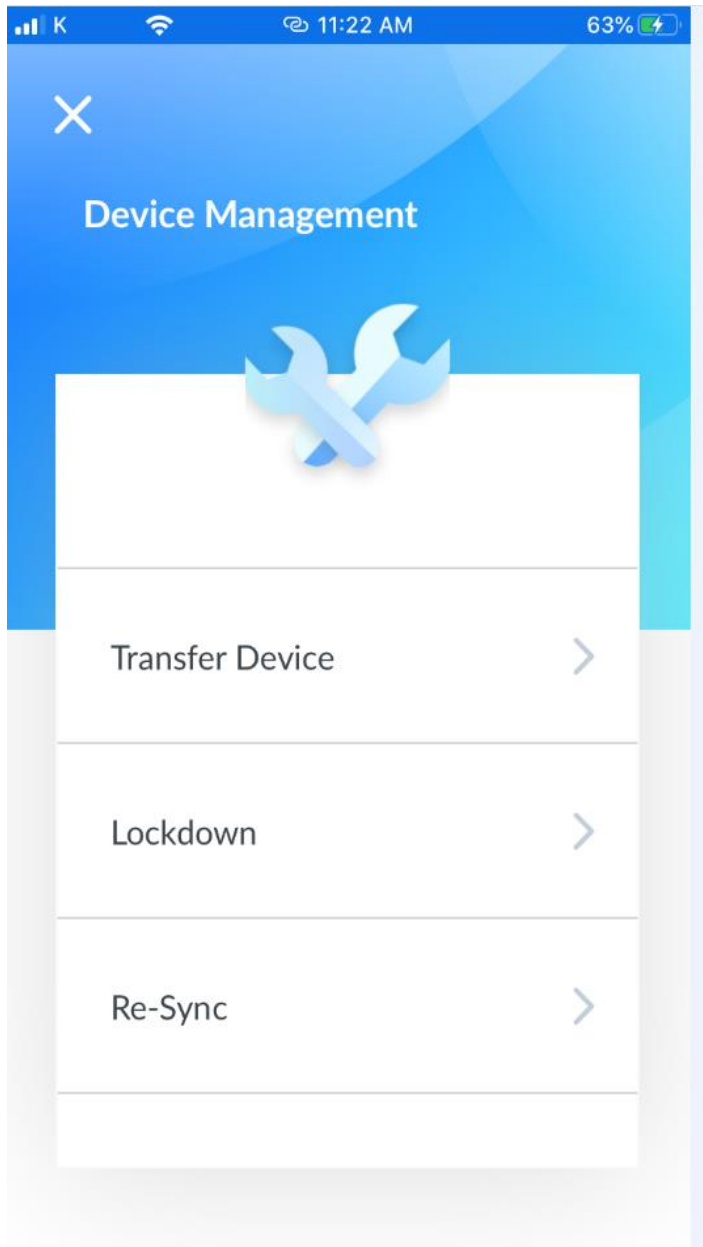 K 11:22 AM 63%
Device Management
Transfer Device
Lockdown
Re-Sync